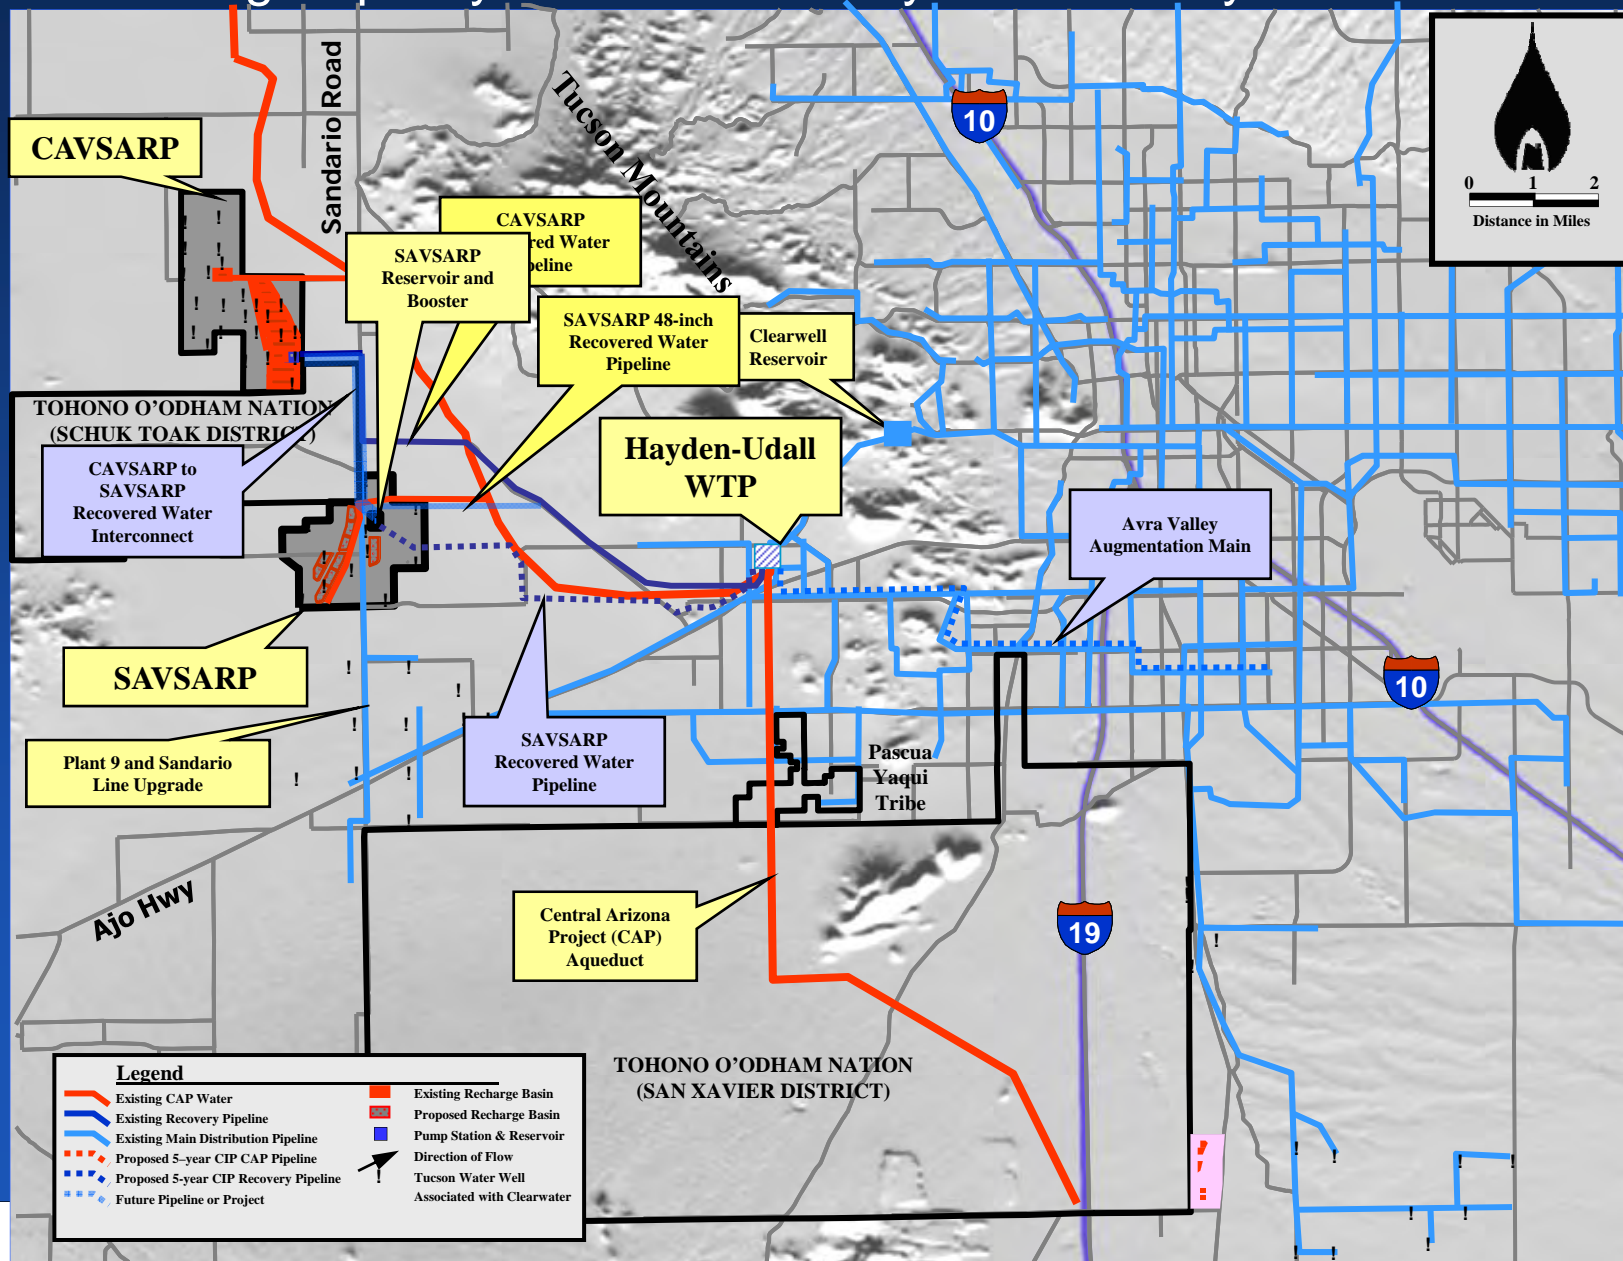 Sandario Road
Tucson Mountains
10
0 1 2
Distance in Miles
CAVSARP
CAVSARP
Water
SAVSARP
Reservoir and
Booster
SAVSARP 48-inch
Recovered Water
Pipeline
Clearwell
Reservoir
TOHONO O’ODHAM NATION
(SCHUK TOAK DISTRICT)
Hayden-Udall
WTP
CAVSARP to
SAVSARP
Recovered Water
Interconnect
Avra Valley
Augmentation Main
SAVSARP
10
Plant 9 and Sandario
Line Upgrade
SAVSARP
Recovered Water
Pipeline
Pascua
Yaqui
Tribe
Ajo Hwy
Central Arizona
Project (CAP)
Aqueduct
19
TOHONO O’ODHAM NATION
(SAN XAVIER DISTRICT)
Legend
Existing CAP Water
Existing Recovery Pipeline
Existing Main Distribution Pipeline
Proposed 5–year CIP CAP Pipeline
Proposed 5-year CIP Recovery Pipeline
Future Pipeline or Project
Existing Recharge Basin
Proposed Recharge Basin
Pump Station & Reservoir
Direction of Flow
Tucson Water Well
Associated with Clearwater